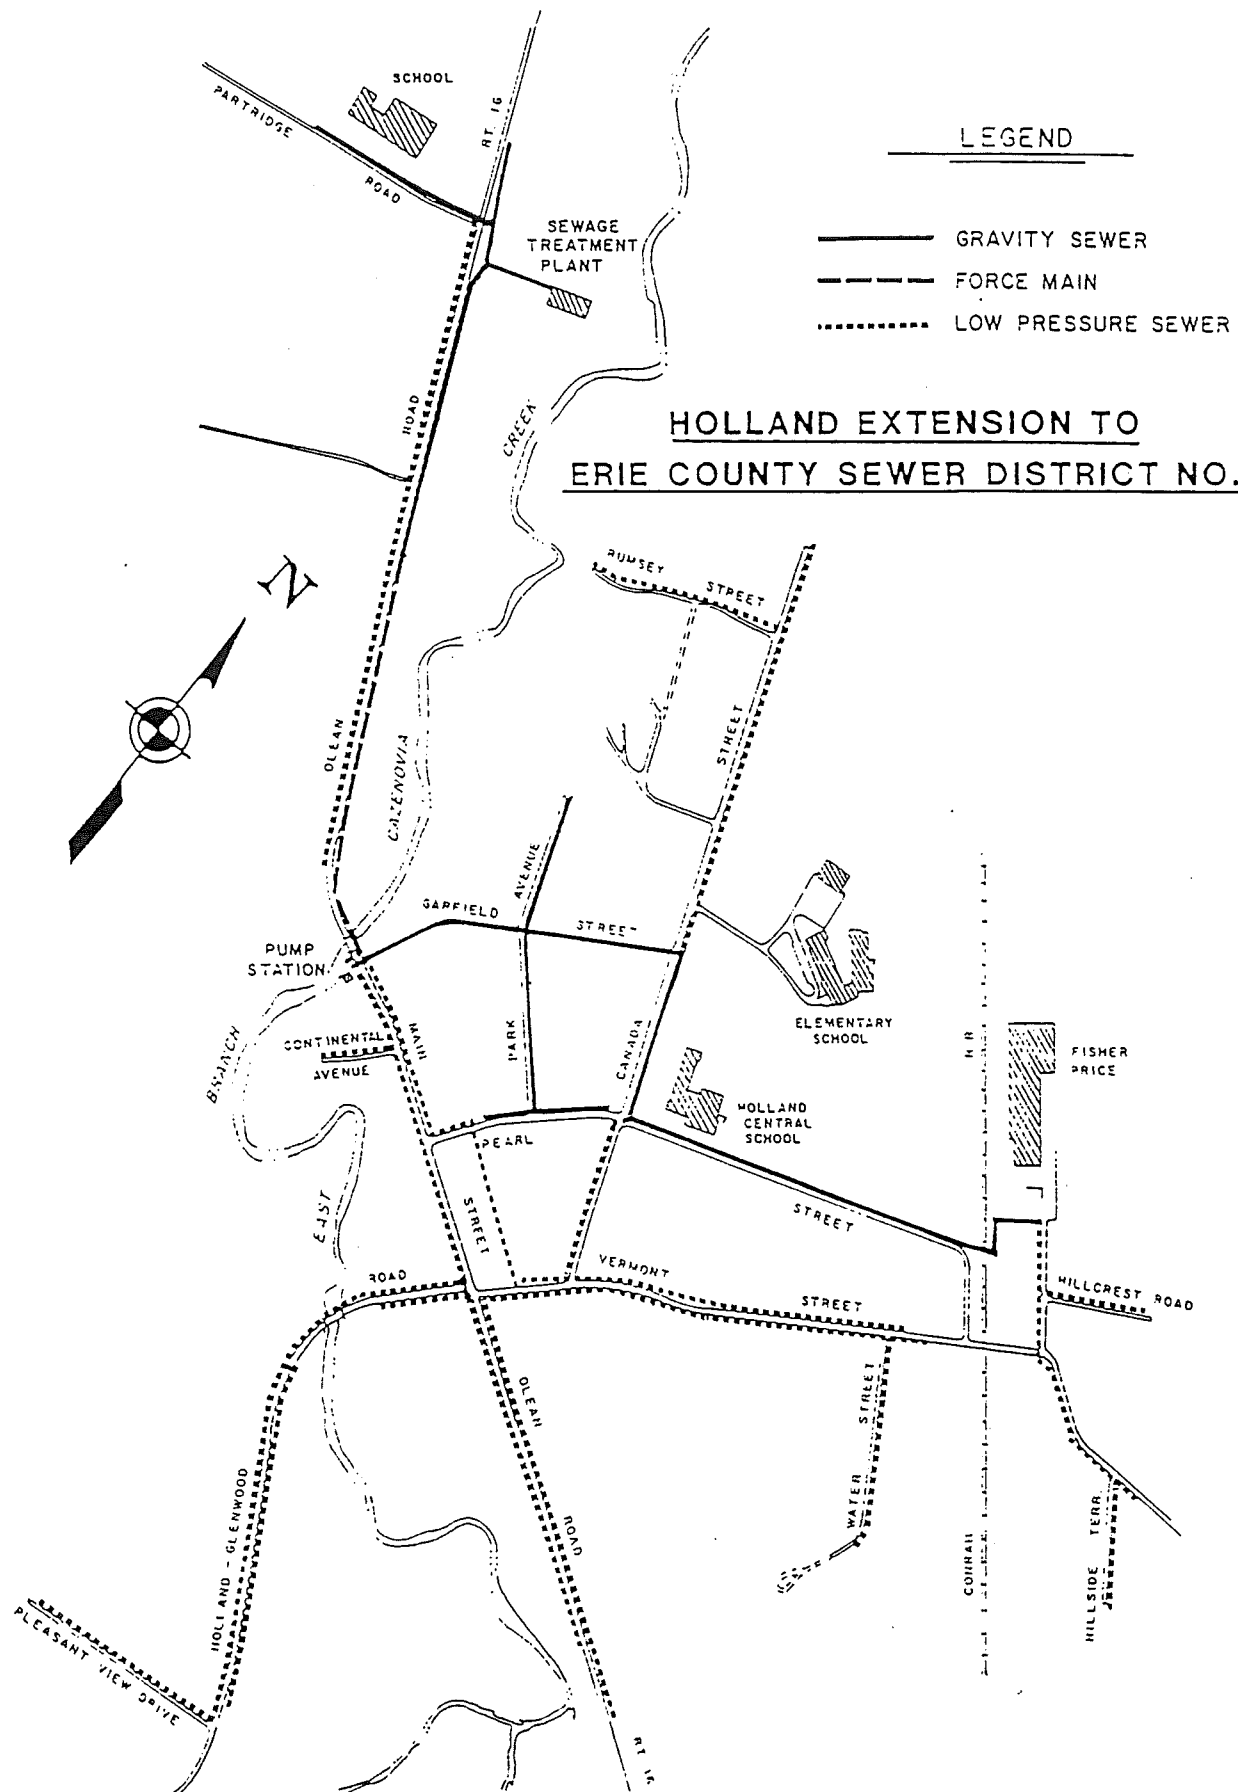 SCHOOL
PARTRIDGE
ROAD
RT. 16
LEGEND
SEWAGE
TREATMENT
PLANT
GRAVITY SEWER
FORCE MAIN
LOW PRESSURE SEWER
ROAD
CREEK
HOLLAND EXTENSION TO
ERIE COUNTY SEWER DISTRICT NO.
N
RUMSEY
STREET
OLEAN
CAZENOVIA
STREET
AVENUE
GARFIELD
STREET
PUMP
STATION
CONTINENTAL
AVENUE
MAIN
PARK
CANADA
ELEMENTARY
SCHOOL
R R
FISHER
PRICE
BRANCH
HOLLAND
CENTRAL
SCHOOL
PEARL
EAST
STREET
STREET
ROAD
VERMONT
STREET
HILLCREST ROAD
OLEAN
ROAD
WATER STREET
HOLLAND - GLENWOOD
CONRAIL
HILLSIDE TERR.
PLEASANT VIEW DRIVE
RT. 16